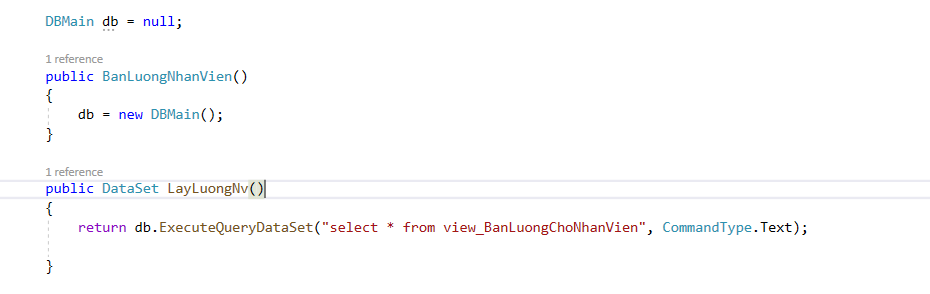 DBMain db = null;
1 reference
public BanLuongNhanVien()
{
db = new DBMain();
}
1 reference
public DataSet LayLuongNv()
{
return db.ExecuteQueryDataSet("select * from view_BanLuongChoNhanVien", CommandType.Text);
}